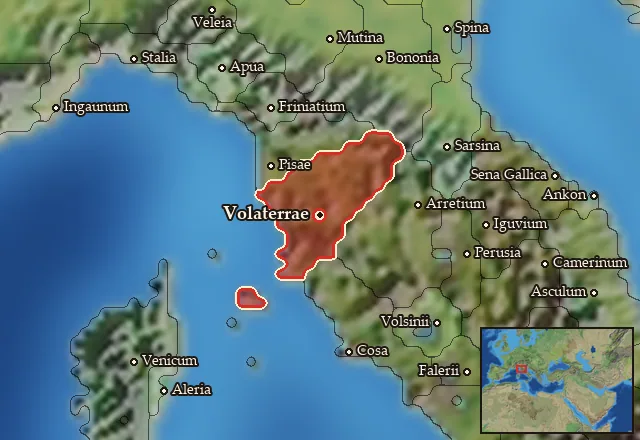 Veleia
Spina
Mutina
Stalia
Bononia
Apua
Ingaunum
Friniatium
Sarsina
Pisae
Sena Gallica
Ankon
Arretium
Volaterrae
Iguvium
Perusia
Camerinum
Asculum
Volsinii
Cosa
Venicum
Falerii
Aleria